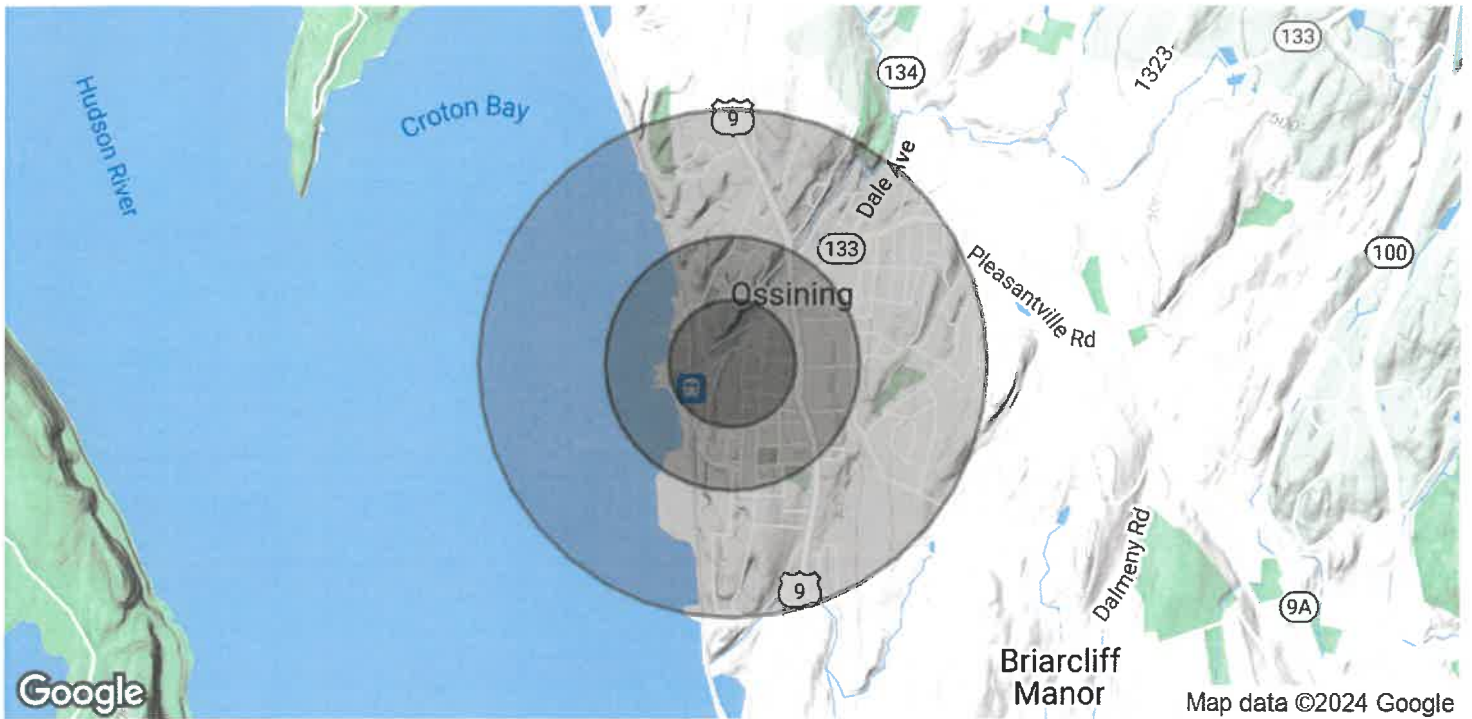 133
134
1323
Hudson River
Croton Bay
9
500
Dale Ave
133
100
Pleasantville Rd
Ossining
Dalmeny Rd
9
9A
Briarcliff
Manor
Google
Map data ©2024 Google